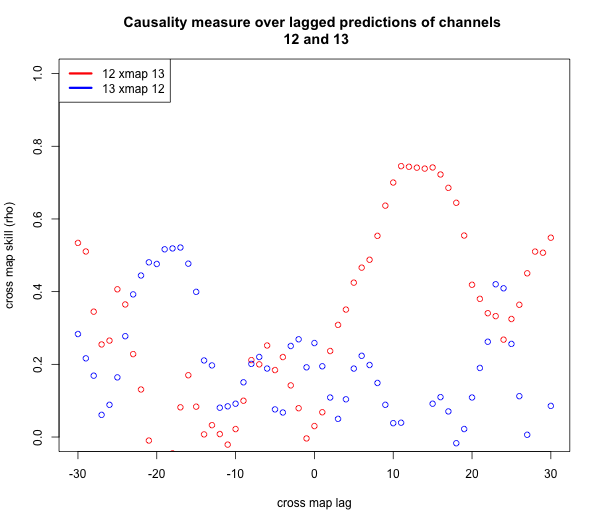 Causality measure over lagged predictions of channels
12 and 13
12 xmap 13
13 xmap 12
1.0
0.8
0.6
0.4
0.2
0.0
cross map skill (rho)
-30 -20 -10 0 10 20 30
cross map lag